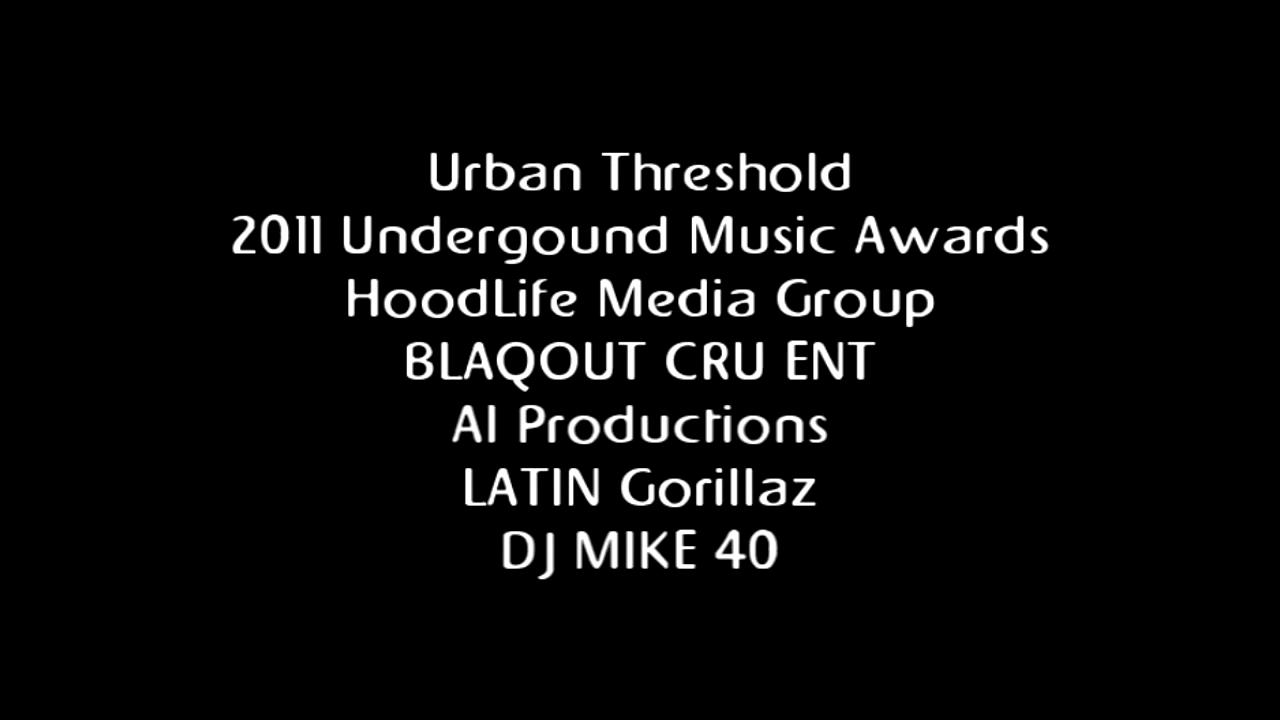 Urban Threshold
2011 Undergound Music Awards
HoodLife Media Group
BLAQOUT CRU ENT
AI Productions
LATIN Gorillaz
DJ MIKE 40